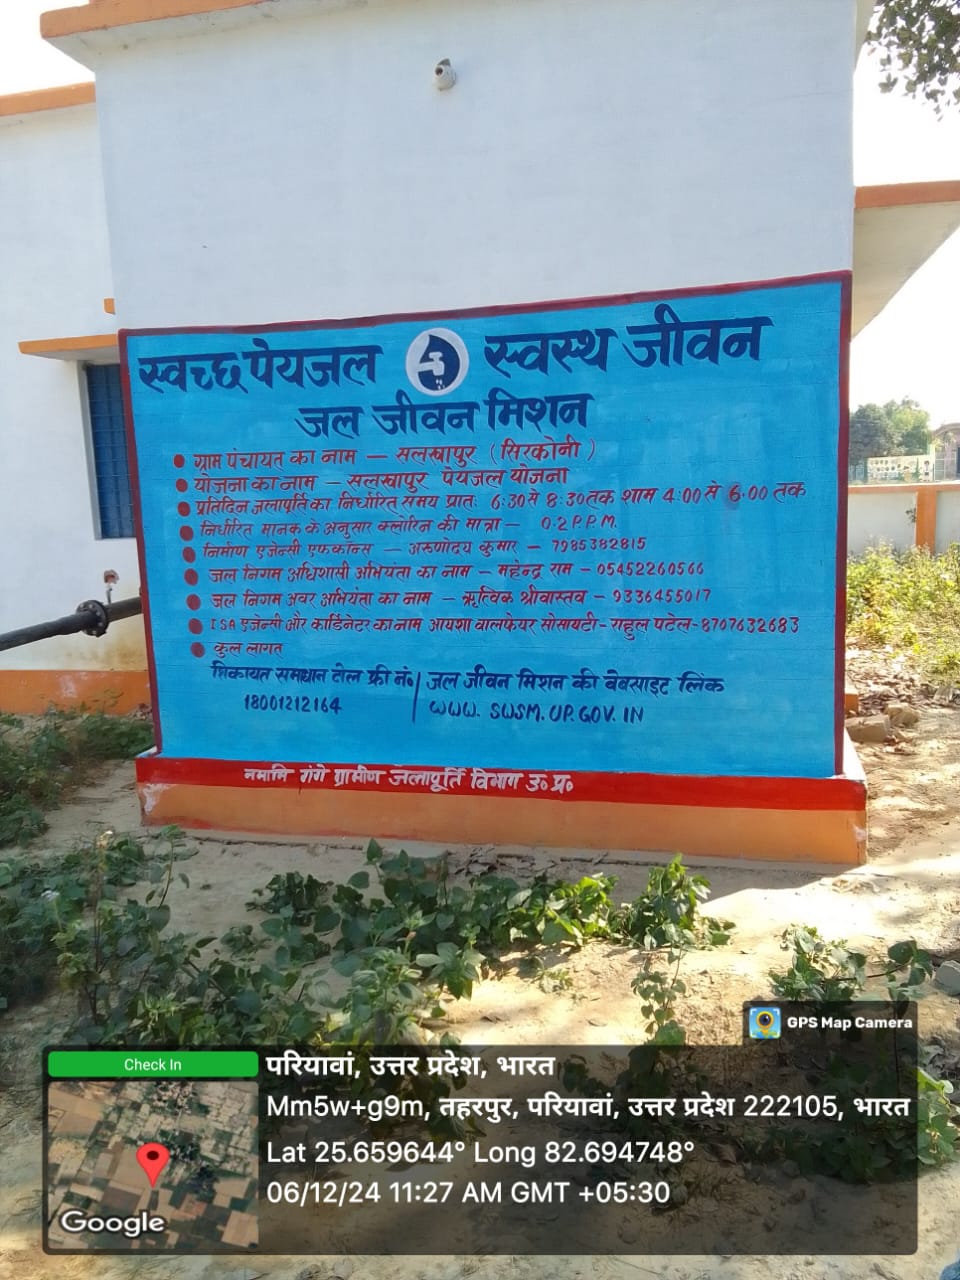 स्वच्छ पेयजल स्वस्थ जीवन
जल जीवन मिशन
ग्राम पंचायत का नाम – सलखापुर (सिरकोनी)
योजना का नाम – सलखापुर पेयजल योजना
प्रतिदिन जलापूर्ति का निर्धारित समय प्रातः 6:30 से 8:30 तक शाम 4:00 से 6:00 तक
निर्धारित मानक के अनुसार क्लोरिन की मात्रा – 0.2 P.P.M.
निर्माण एजेन्सी एफकॉन्स – अरुणोदय कुमार – 7985382815
जल निगम अधिशासी अभियंता का नाम – महेन्द्र राम – 05452260566
जल निगम अवर अभियंता का नाम – ऋत्विक श्रीवास्तव – 9336455017
ISA एजेन्सी और कार्डिनेटर का नाम आयशा वालफेयर सोसायटी - राहुल पटेल - 8707632683
कुल लागत
शिकायत समधान टोल फ्री नं० जल जीवन मिशन की वेबसाइट लिंक
18001212164 WWW. SWSM. UP. GOV. IN
नमामि गंगे ग्रामीण जलापूर्ति विभाग उ० प्र०
GPS Map Camera
Check In
परियावां, उत्तर प्रदेश, भारत
Mm5w+g9m, तहरपुर, परियावां, उत्तर प्रदेश 222105, भारत
Lat 25.659644° Long 82.694748°
06/12/24 11:27 AM GMT +05:30
Google